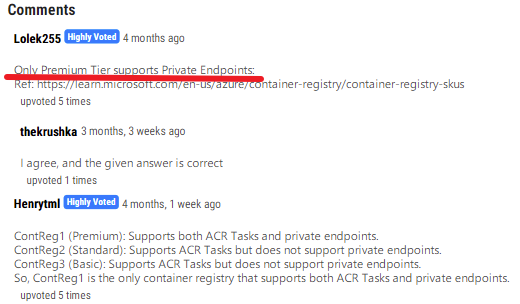 Comments
Lolek255 Highly Voted 4 months ago
Only Premium Tier supports Private Endpoints:
Ref: https://learn.microsoft.com/en-us/azure/container-registry/container-registry-skus
upvoted 5 times
thekrushka 3 months, 3 weeks ago
I agree, and the given answer is correct
upvoted 1 times
Henrytml Highly Voted 4 months, 1 week ago
ContReg1 (Premium): Supports both ACR Tasks and private endpoints.
ContReg2 (Standard): Supports ACR Tasks but does not support private endpoints.
ContReg3 (Basic): Supports ACR Tasks but does not support private endpoints.
So, ContReg1 is the only container registry that supports both ACR Tasks and private endpoints.
upvoted 5 times